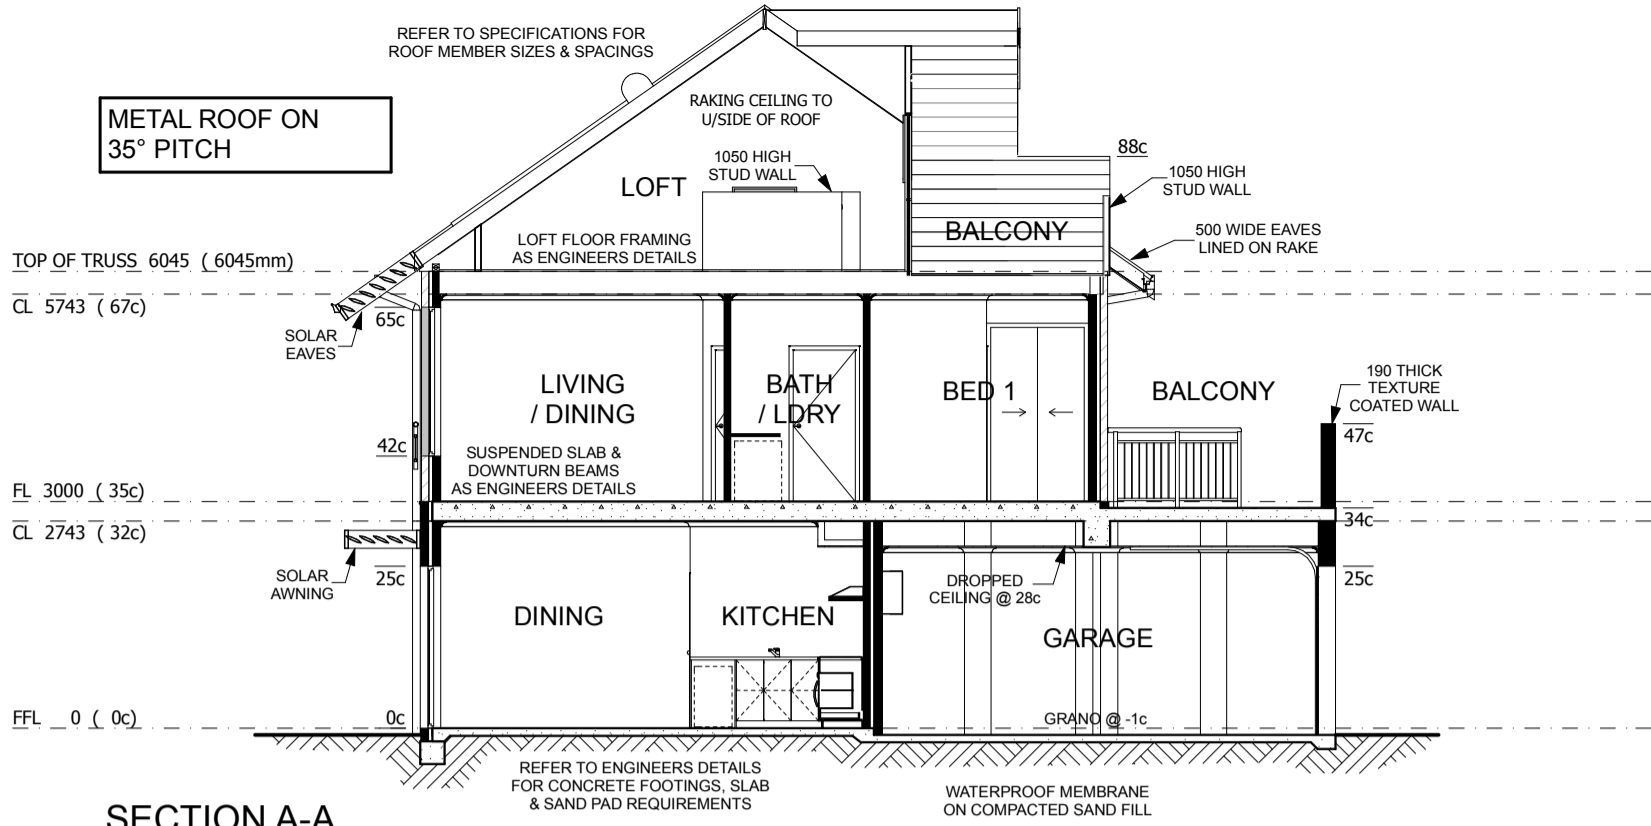 REFER TO SPECIFICATIONS FOR
ROOF MEMBER SIZES & SPACINGS
METAL ROOF ON
35° PITCH
RAKING CEILING TO
U/SIDE OF ROOF
88c
1050 HIGH
STUD WALL
1050 HIGH
STUD WALL
LOFT
BALCONY
500 WIDE EAVES
LINED ON RAKE
LOFT FLOOR FRAMING
AS ENGINEERS DETAILS
TOP OF TRUSS 6045 ( 6045mm)
CL 5743 ( 67c)
65c
SOLAR
EAVES
LIVING
/ DINING
BATH
/ LDRY
BED 1
BALCONY
190 THICK
TEXTURE
COATED WALL
47c
42c
SUSPENDED SLAB &
DOWNTURN BEAMS
AS ENGINEERS DETAILS
FL 3000 ( 35c)
34c
CL 2743 ( 32c)
SOLAR
AWNING
25c
DROPPED
CEILING @ 28c
25c
DINING
KITCHEN
GARAGE
FFL 0 ( 0c)
0c
GRANO @ -1c
REFER TO ENGINEERS DETAILS
FOR CONCRETE FOOTINGS, SLAB
& SAND PAD REQUIREMENTS
WATERPROOF MEMBRANE
ON COMPACTED SAND FILL
SECTION A-A